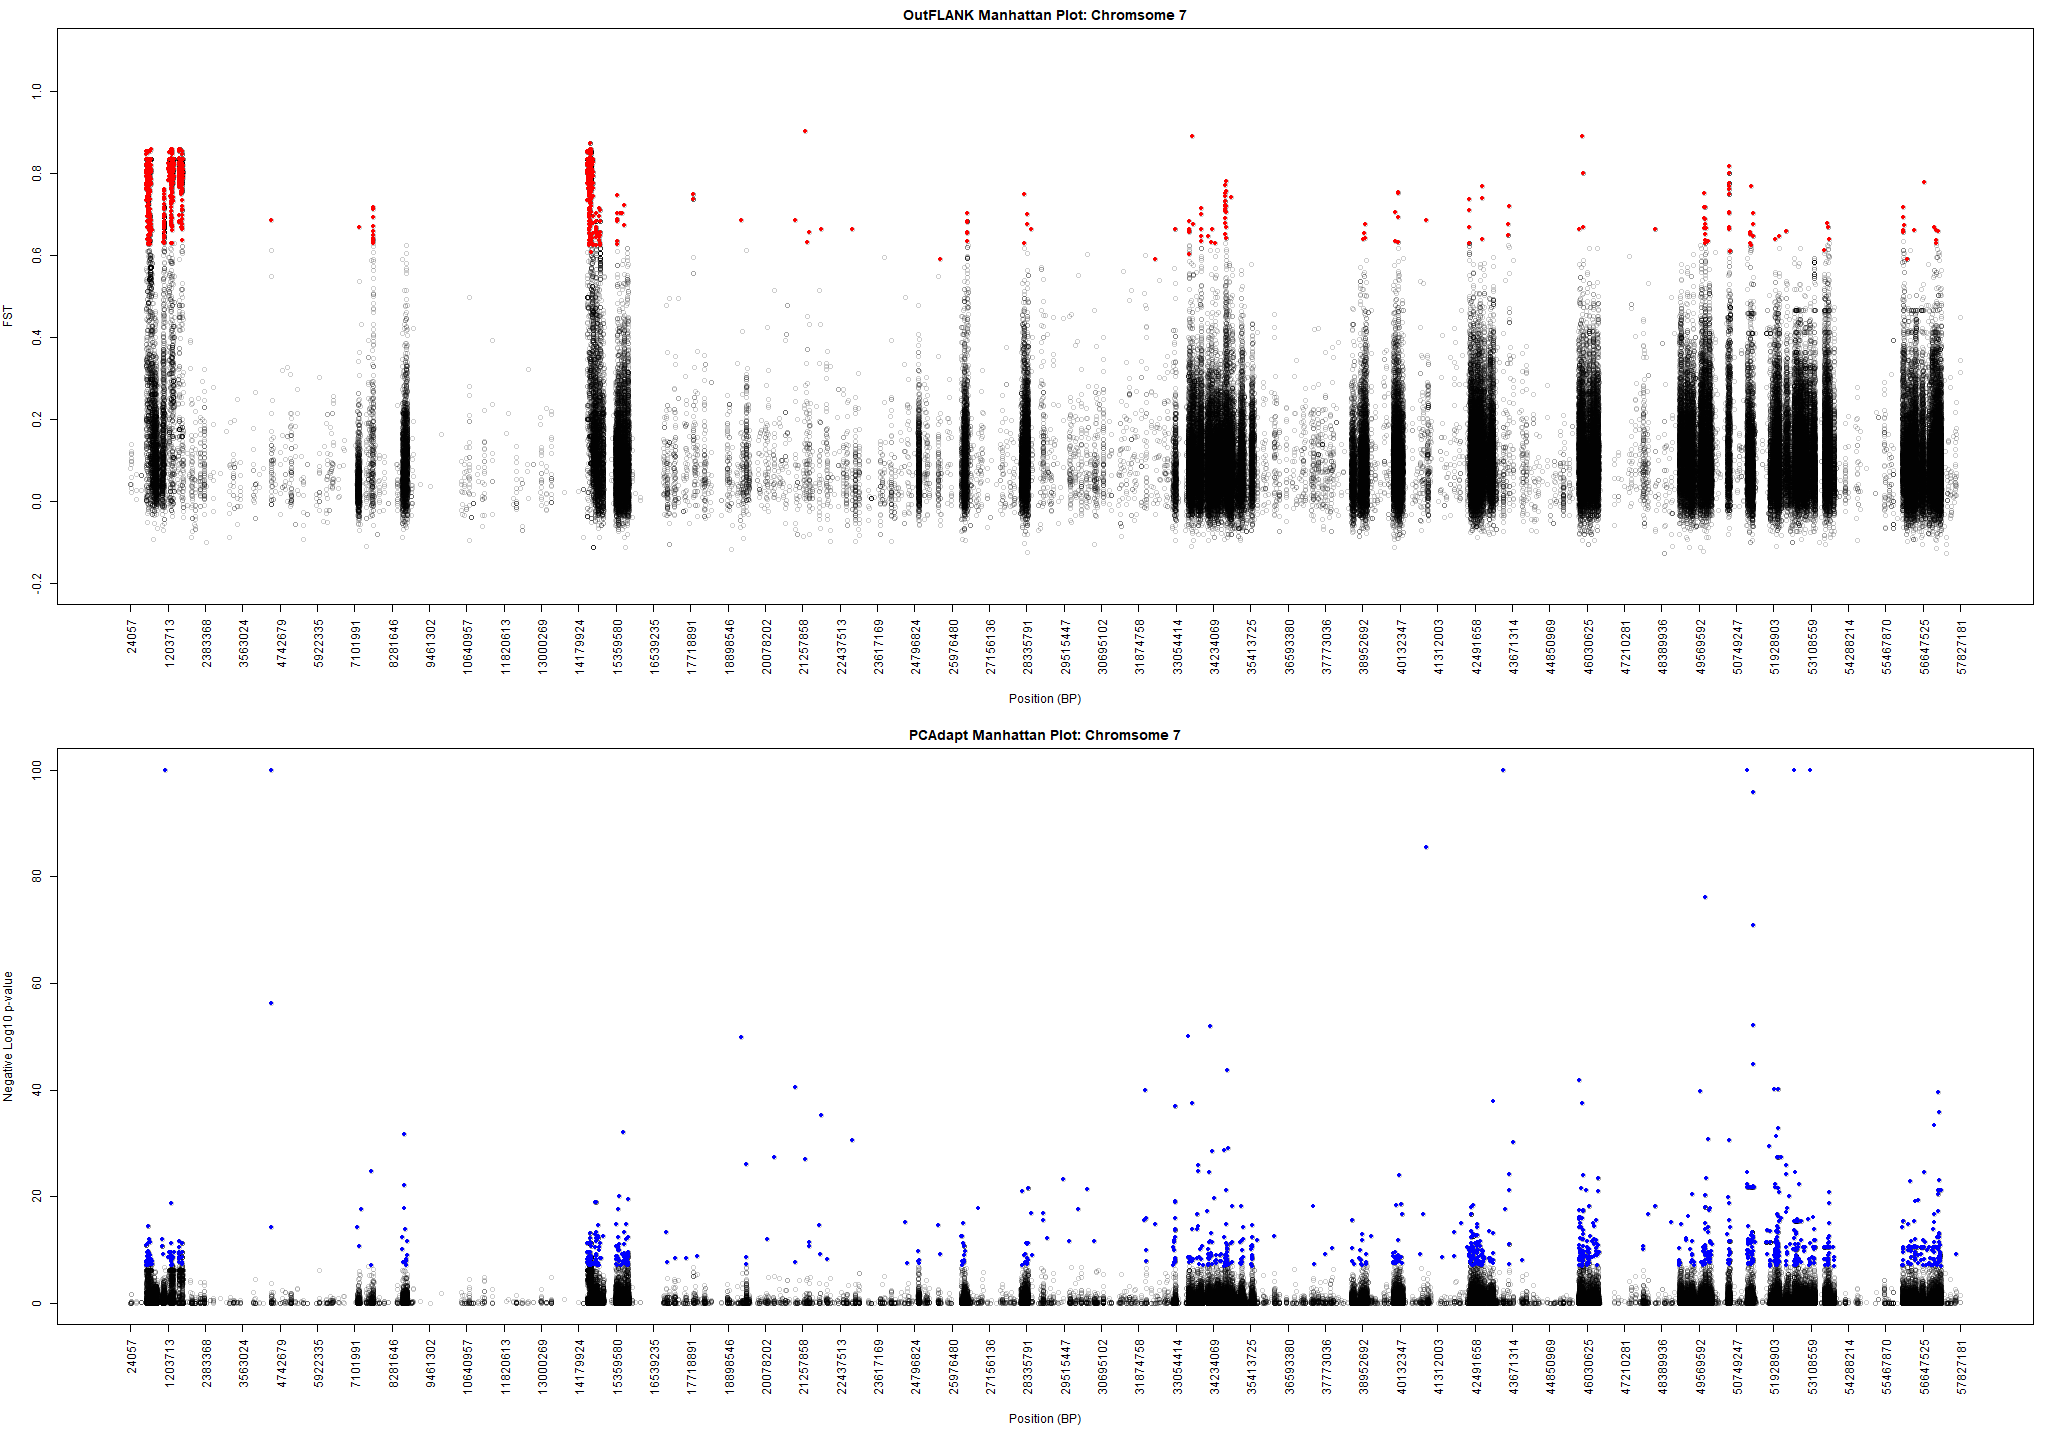 OutFLANK Manhattan Plot: Chromsome 7
FST
1.0
0.8
0.6
0.4
0.2
0.0
-0.2
24057 1203713 2383368 3563024 4742679 5922335 7101991 8281646 9461302 10640957 11820613 13000269 14179924 15359580 16539235 17718891 18898546 20078202 21257858 22437513 23617169 24796824 25976480 27156136 28335791 29515447 30695102 31874758 33054414 34234069 35413725 36593380 37773036 38952692 40132347 41312003 42491658 43671314 44850969 46030625 47210281 48389936 49569592 50749247 51928903 53108559 54288214 55467870 56647525 57827181
Position (BP)
PCAdapt Manhattan Plot: Chromsome 7
Negative Log10 p-value
100
80
60
40
20
0
24057 1203713 2383368 3563024 4742679 5922335 7101991 8281646 9461302 10640957 11820613 13000269 14179924 15359580 16539235 17718891 18898546 20078202 21257858 22437513 23617169 24796824 25976480 27156136 28335791 29515447 30695102 31874758 33054414 34234069 35413725 36593380 37773036 38952692 40132347 41312003 42491658 43671314 44850969 46030625 47210281 48389936 49569592 50749247 51928903 53108559 54288214 55467870 56647525 57827181
Position (BP)